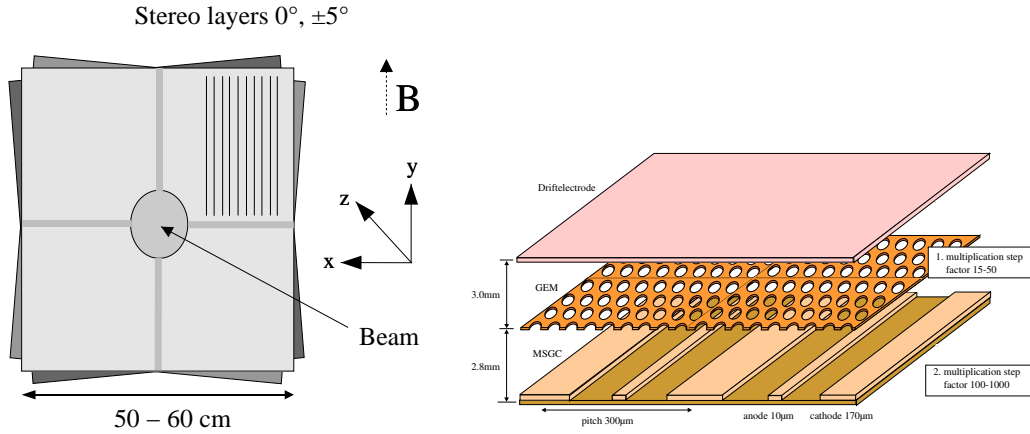 Stereo layers 0°, ±5°
B
y
z
x
Beam
50 – 60 cm
Driftelectrode
1. multiplication step
factor 15-50
GEM
3.0mm
MSGC
2.8mm
2. multiplication step
factor 100-1000
pitch 300µm
anode 10µm
cathode 170µm